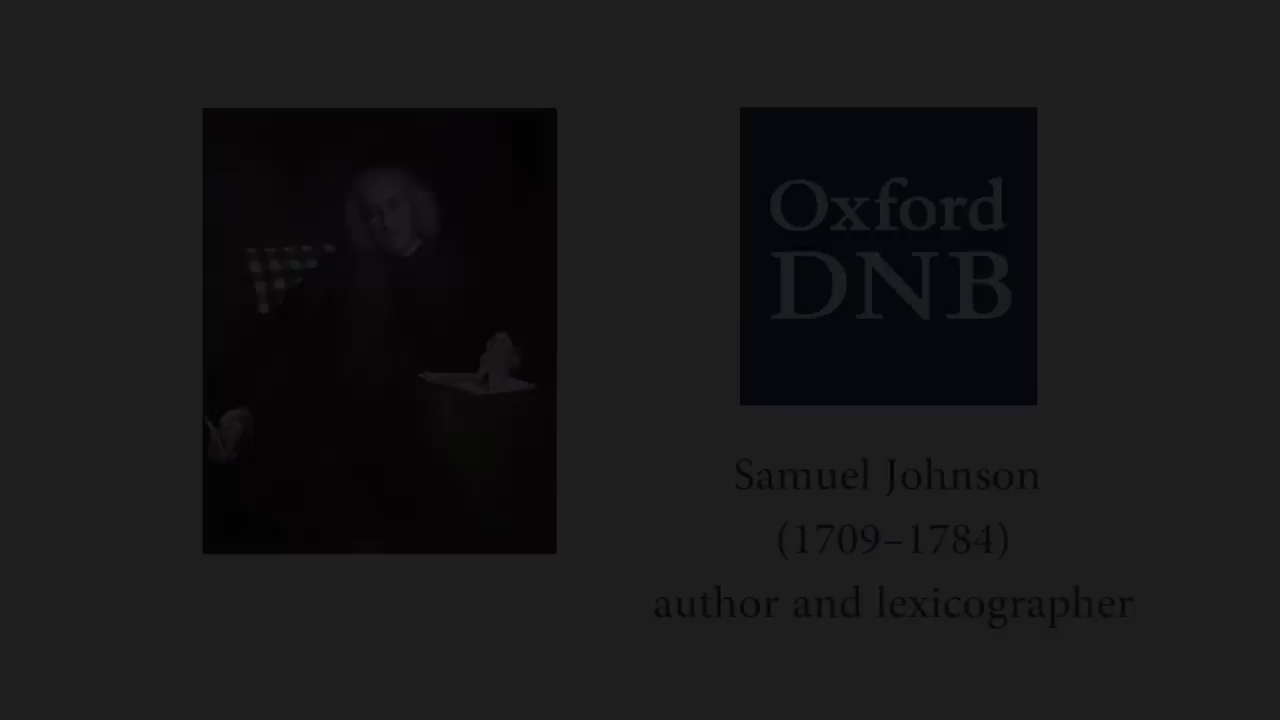 Oxford
DNB
Samuel Johnson
(1709–1784)
author and lexicographer